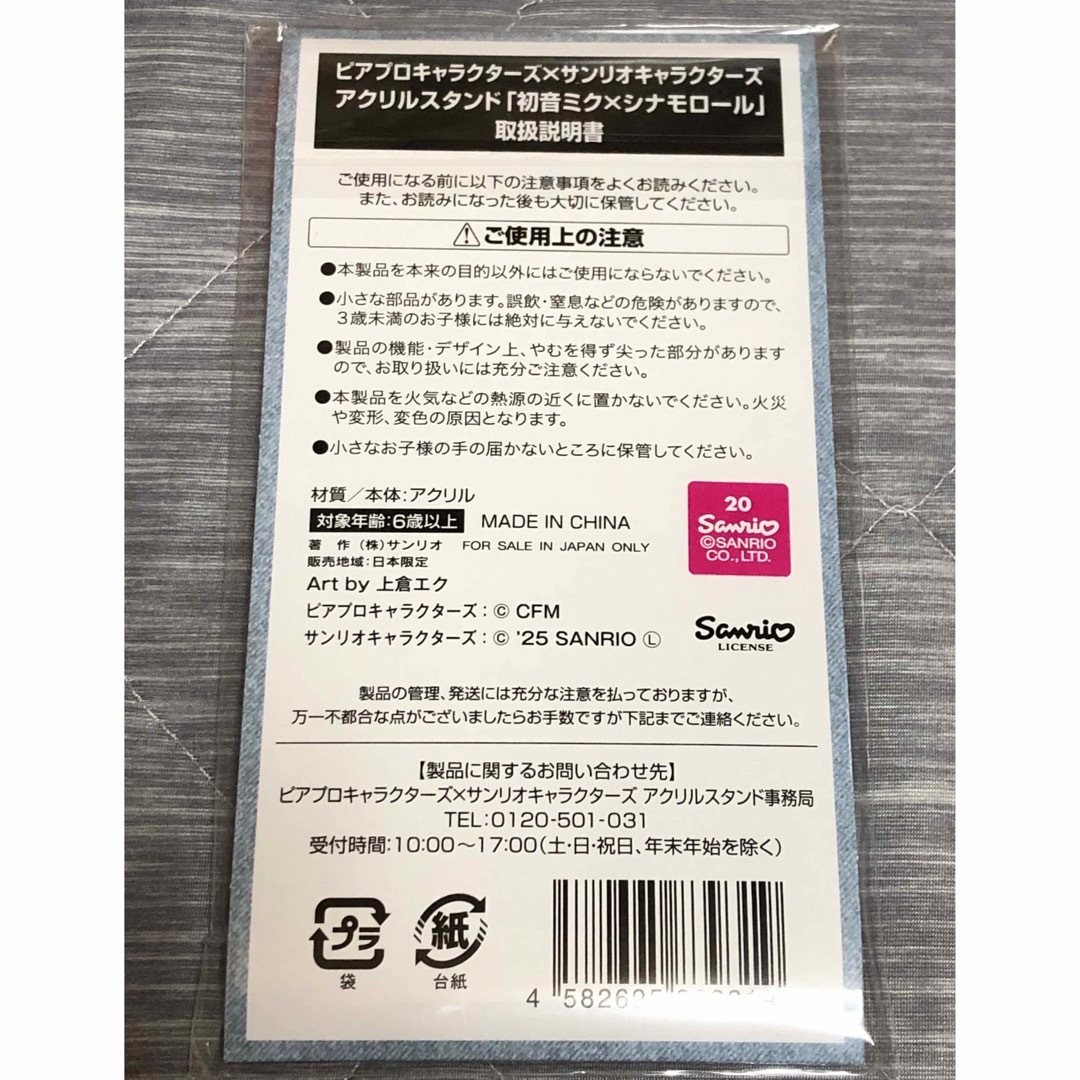 ピアプロキャラクターズ×サンリオキャラクターズ
アクリルスタンド「初音ミク×シナモロール」
取扱説明書
ご使用になる前に以下の注意事項をよくお読みください。
また、お読みになった後も大切に保管してください。
ご使用上の注意
●本製品を本来の目的以外にはご使用にならないでください。
●小さな部品があります。誤飲・窒息などの危険がありますので、
３歳未満のお子様には絶対に与えないでください。
●製品の機能・デザイン上、やむを得ず尖った部分があります
ので、お取り扱いには充分ご注意ください。
●本製品を火気などの熱源の近くに置かないでください。火災
や変形、変色の原因となります。
●小さなお子様の手の届かないところに保管してください。
材質／本体：アクリル
対象年齢：6歳以上 MADE IN CHINA
著 作 （株）サンリオ FOR SALE IN JAPAN ONLY
販売地域：日本限定
Art by 上倉エク
ピアプロキャラクターズ：© CFM
サンリオキャラクターズ：© '25 SANRIO Ⓛ
20
Sanrio
©SANRIO
CO.,LTD.
Sanrio
LICENSE
製品の管理、発送には充分な注意を払っておりますが、
万一不都合な点がございましたらお手数ですが下記までご連絡ください。
【製品に関するお問い合わせ先】
ピアプロキャラクターズ×サンリオキャラクターズ アクリルスタンド事務局
TEL：0120-501-031
受付時間：10:00～17:00（土・日・祝日、年末年始を除く）
プラ
袋
紙
台紙